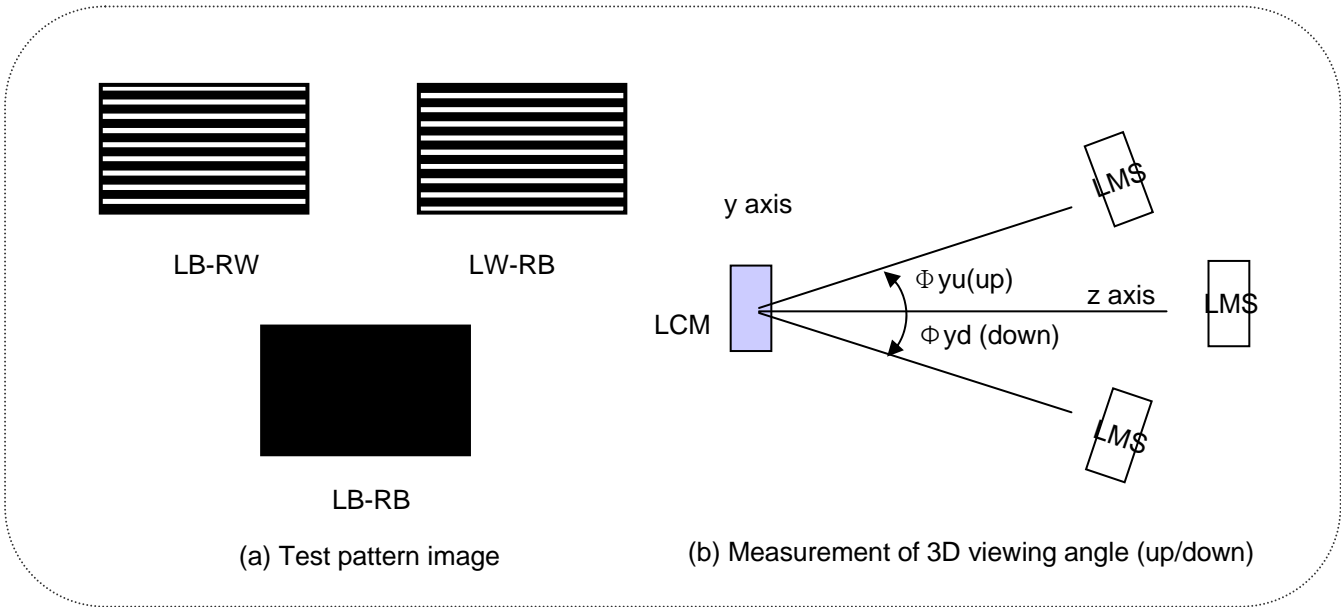 LB-RW
LW-RB
LB-RB
(a) Test pattern image
y axis
LCM
Φyu(up)
z axis
Φyd (down)
LMS
LMS
LMS
(b) Measurement of 3D viewing angle (up/down)